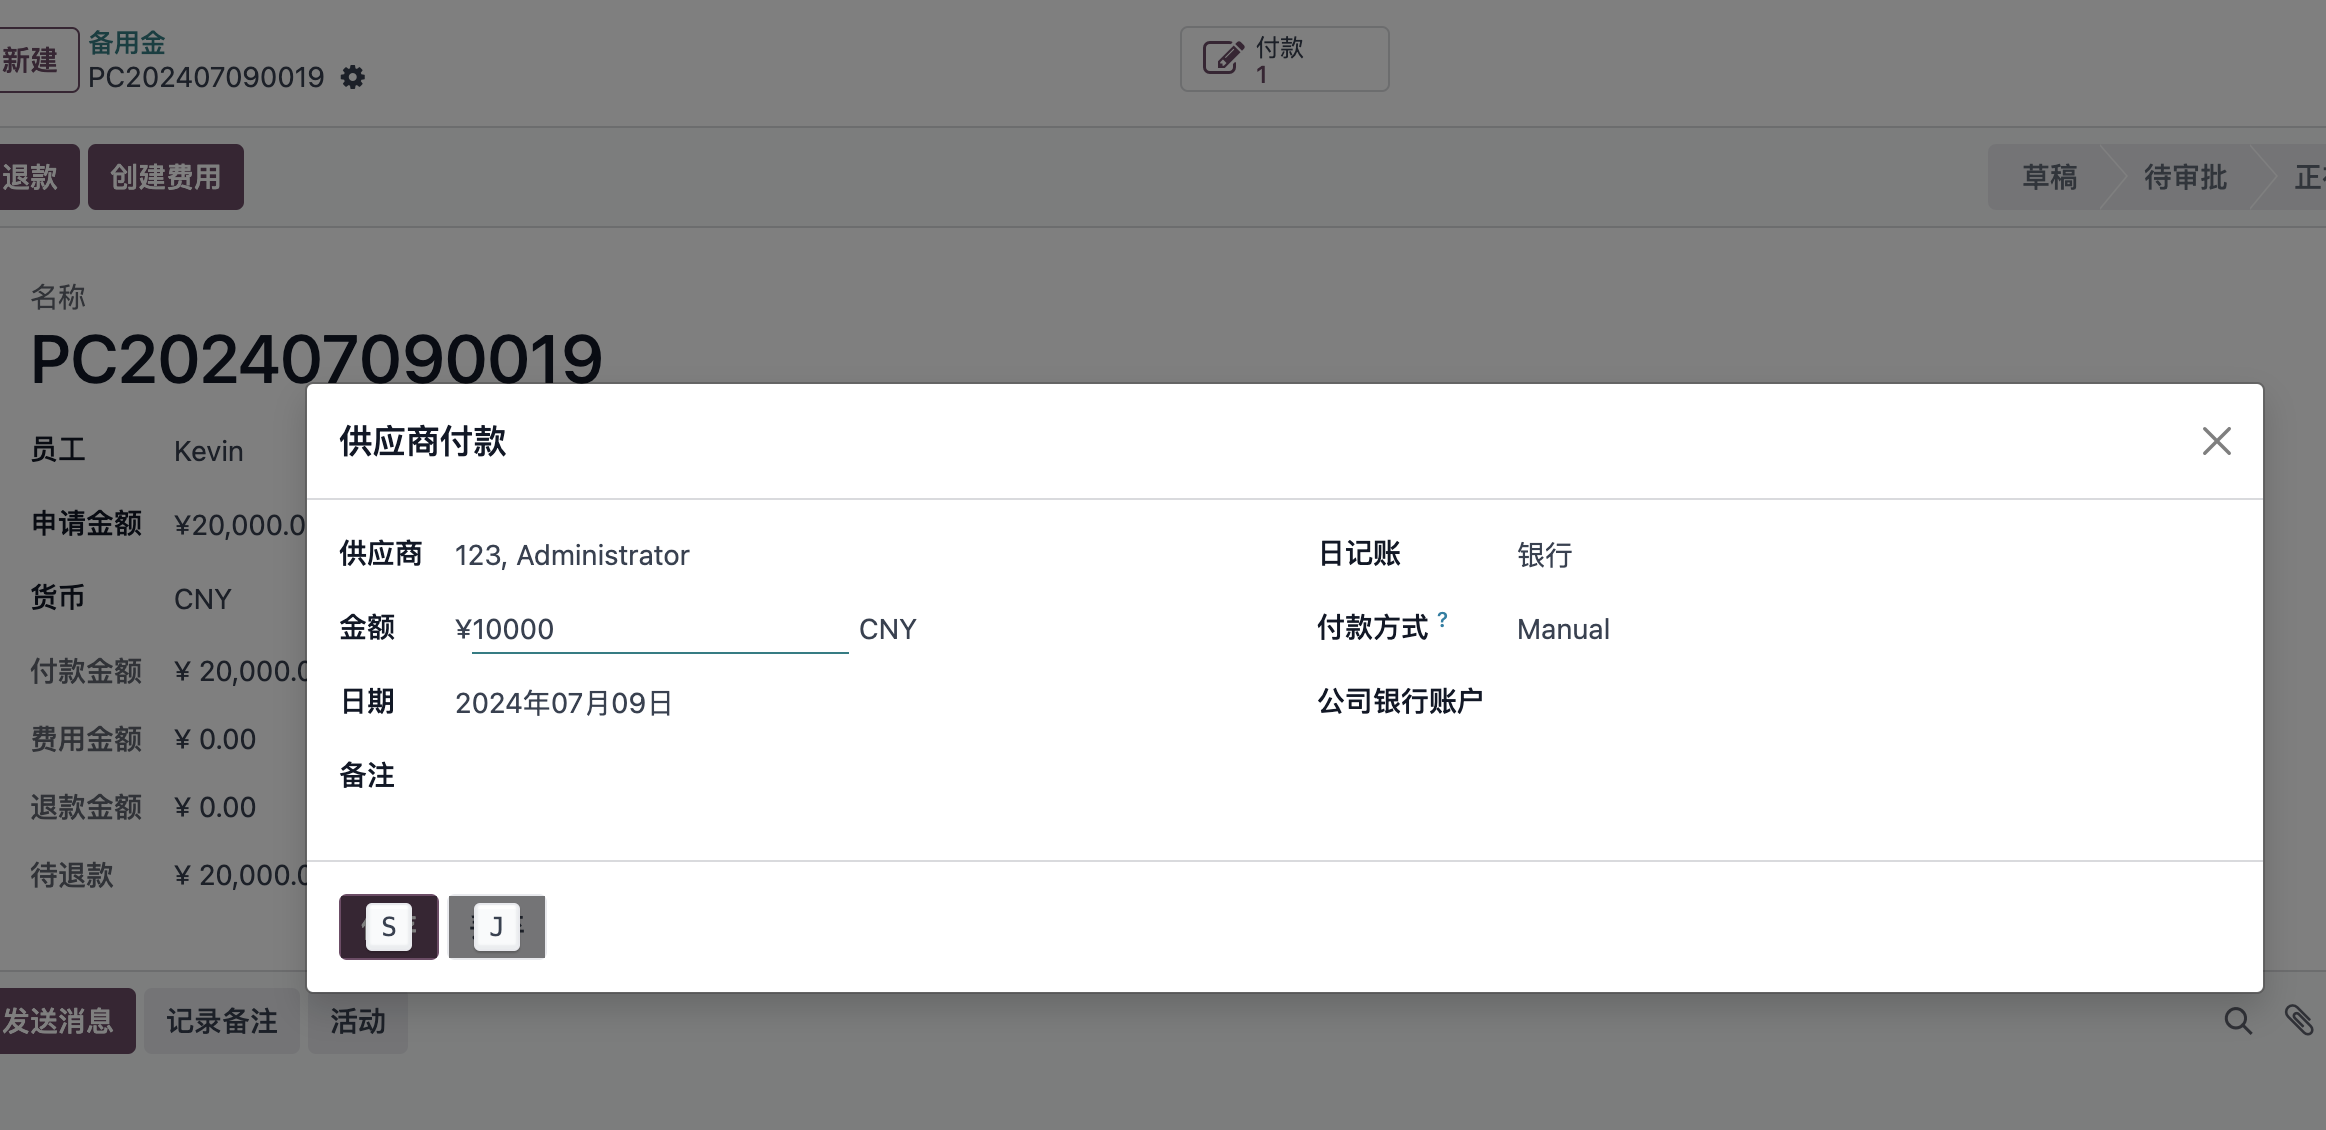 新建
备用金
PC202407090019
付款
1
退款
创建费用
草稿
待审批
名称
PC202407090019
员工 Kevin
申请金额 ¥20,000.0
货币 CNY
付款金额 ¥ 20,000.0
费用金额 ¥ 0.00
退款金额 ¥ 0.00
待退款 ¥ 20,000.0
供应商付款
供应商 123, Administrator
金额 ¥10000 CNY
日期 2024年07月09日
备注
日记账 银行
付款方式 ? Manual
公司银行账户
S
J
发送消息
记录备注
活动